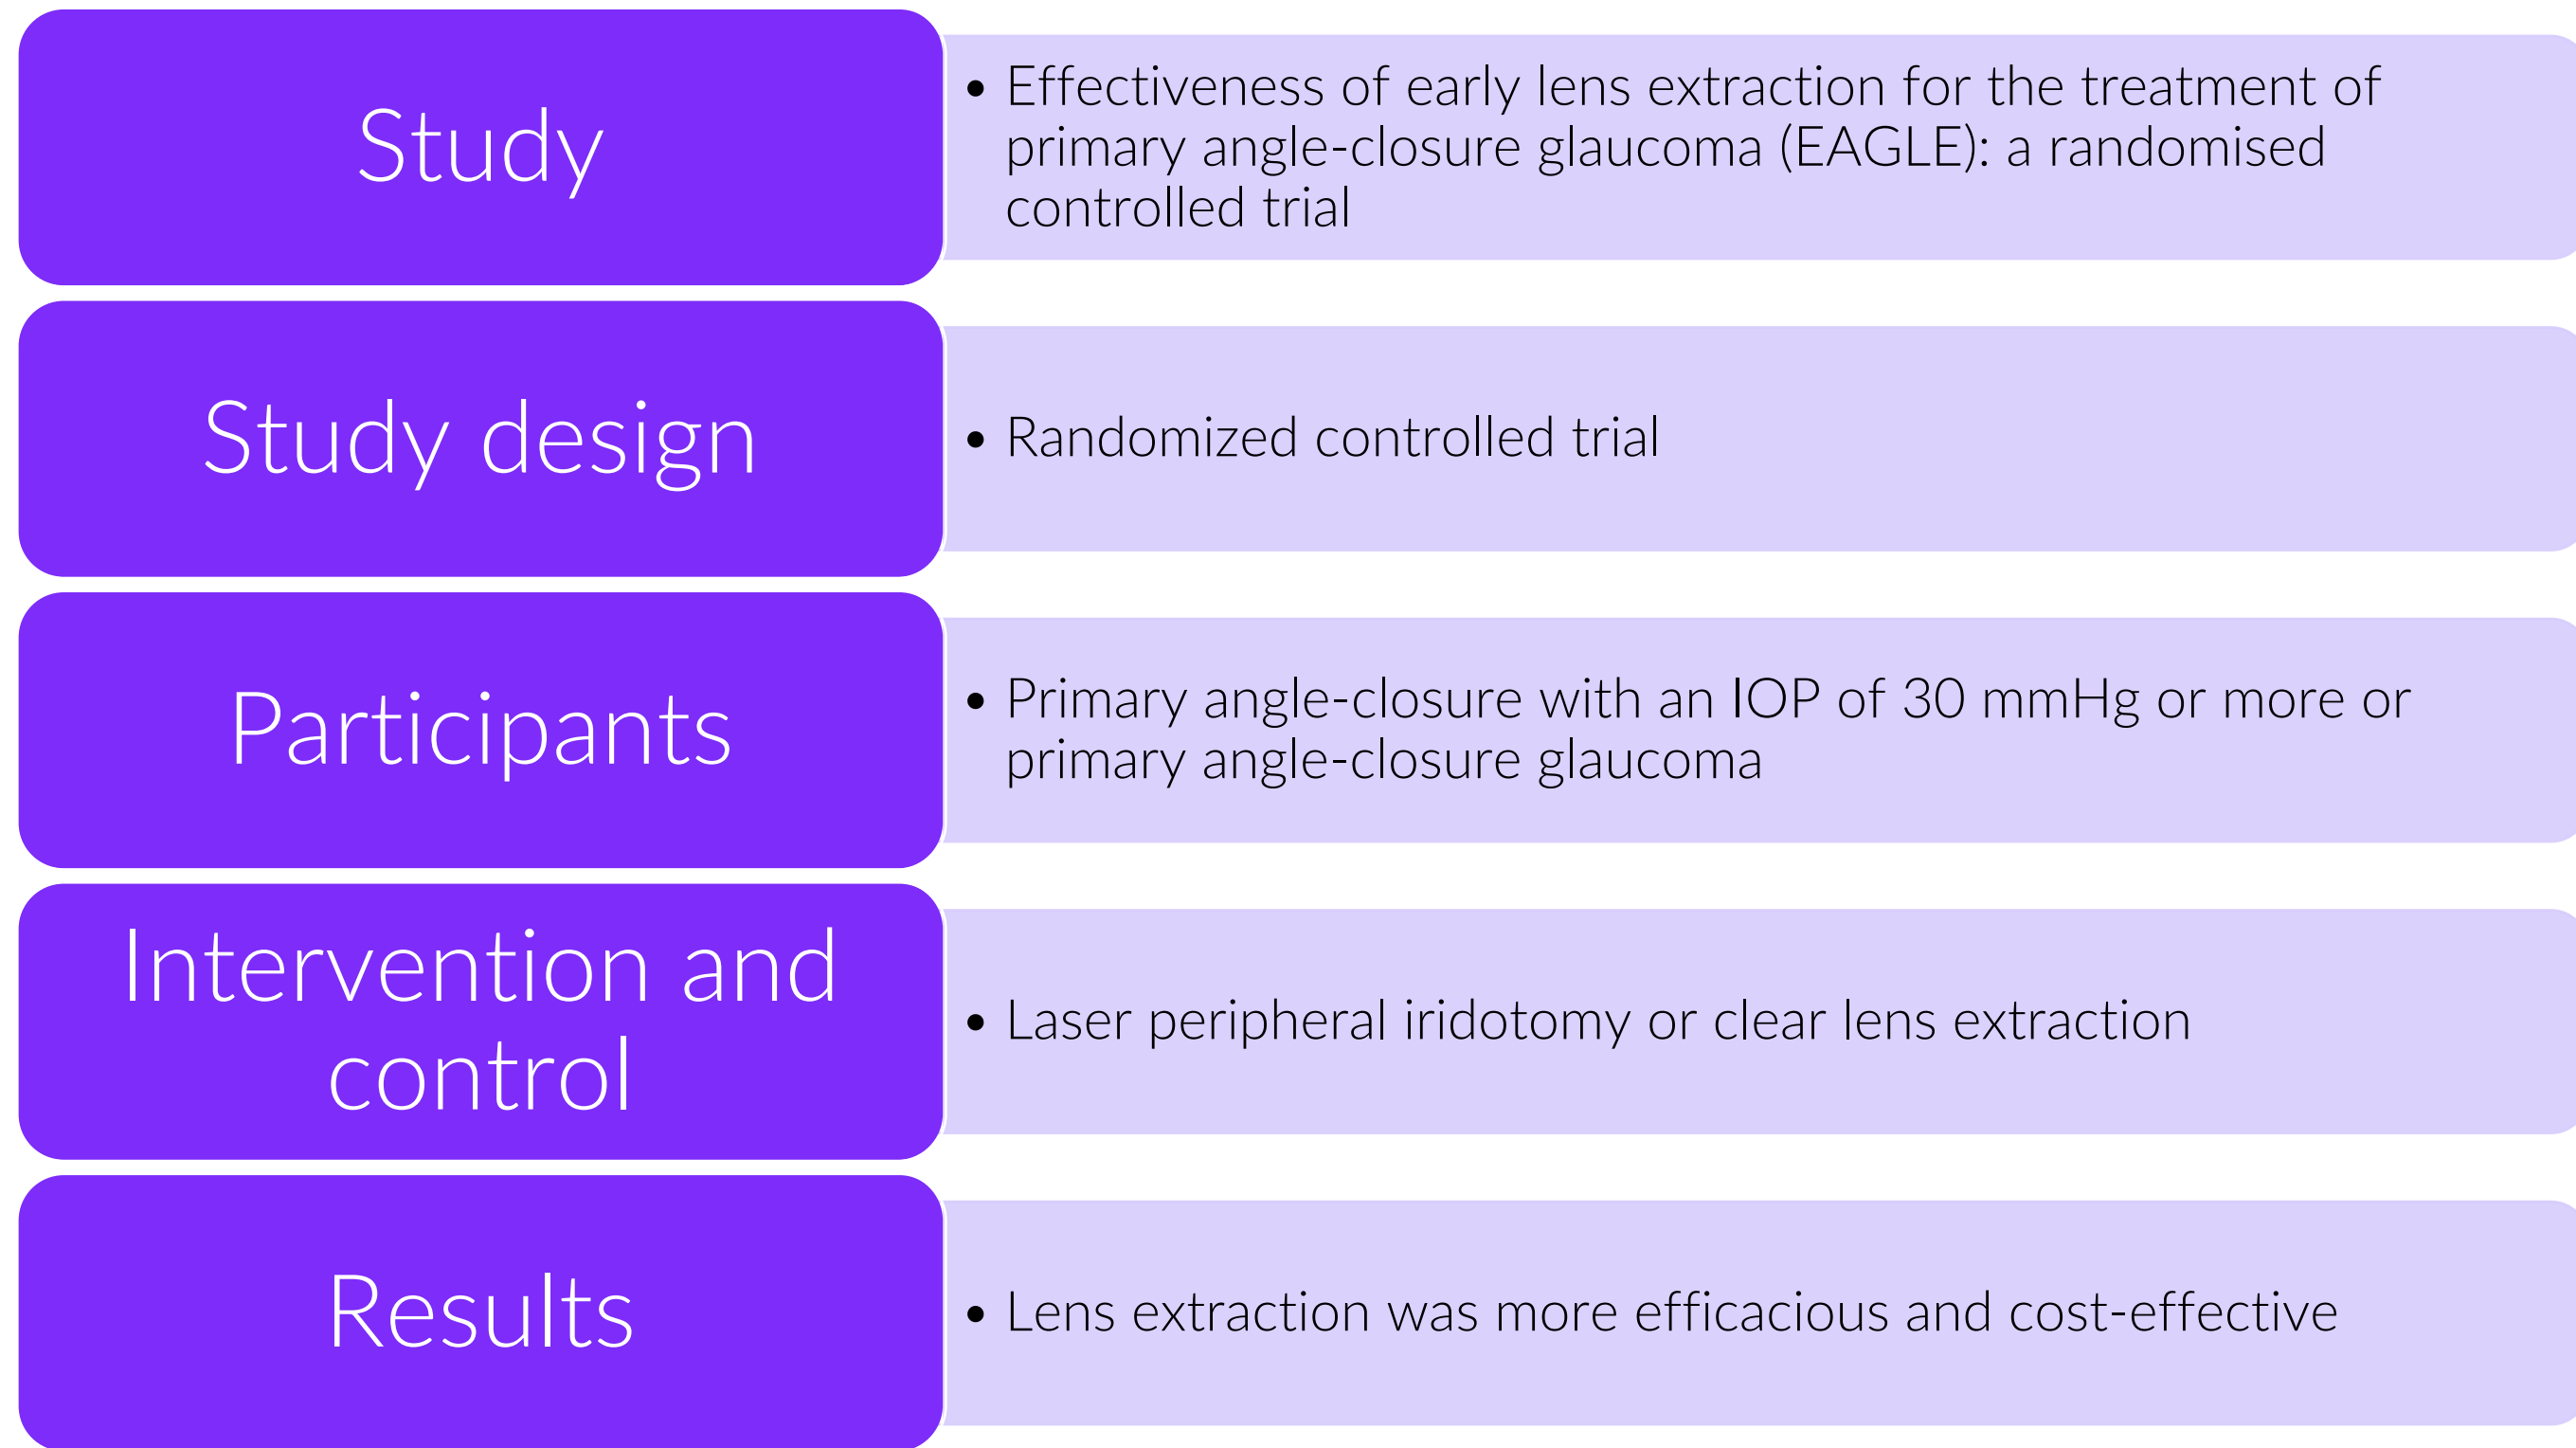 Study
• Effectiveness of early lens extraction for the treatment of
primary angle-closure glaucoma (EAGLE): a randomised
controlled trial
Study design
• Randomized controlled trial
Participants
• Primary angle-closure with an IOP of 30 mmHg or more or
primary angle-closure glaucoma
Intervention and
control
• Laser peripheral iridotomy or clear lens extraction
Results
• Lens extraction was more efficacious and cost-effective